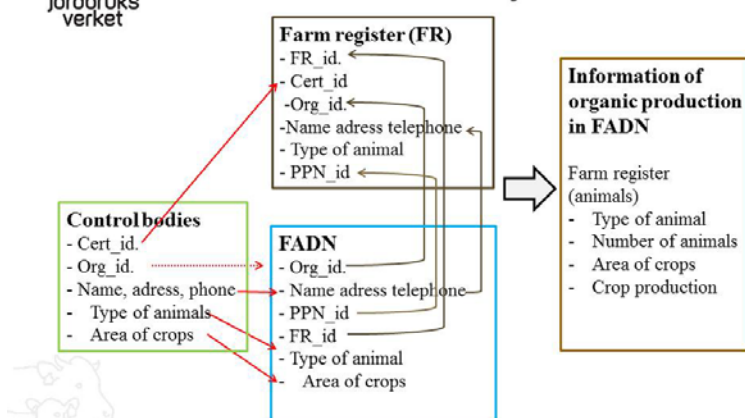 jordbruks
verket
Farm register (FR)
- FR_id.
- Cert_id
-Org_id.
-Name adress telephone
- Type of animal
- PPN_id
Control bodies
- Cert_id.
- Org_id.
- Name, adress, phone
- Type of animals
- Area of crops
FADN
- Org_id.
- Name adress telephone
- PPN_id
- FR_id
- Type of animal
- Area of crops
Information of
organic production
in FADN
Farm register
(animals)
- Type of animal
- Number of animals
- Area of crops
- Crop production